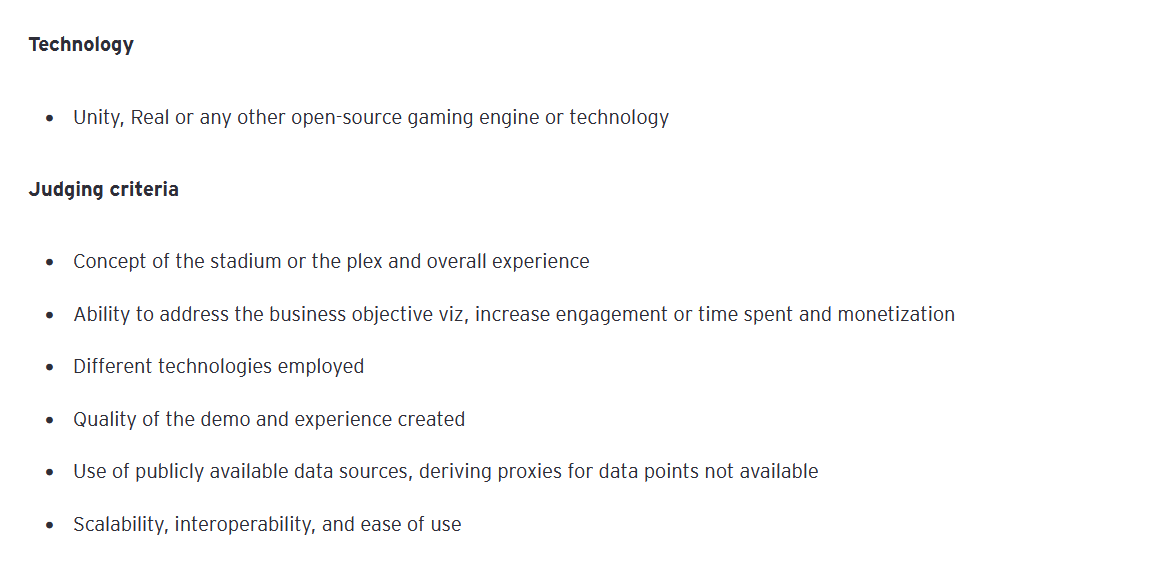 Technology
• Unity, Real or any other open-source gaming engine or technology
Judging criteria
• Concept of the stadium or the plex and overall experience
• Ability to address the business objective viz, increase engagement or time spent and monetization
• Different technologies employed
• Quality of the demo and experience created
• Use of publicly available data sources, deriving proxies for data points not available
• Scalability, interoperability, and ease of use